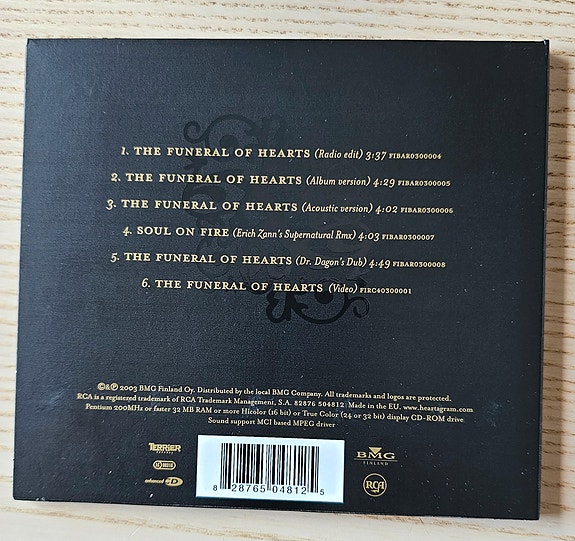 1. THE FUNERAL OF HEARTS (Radio edit) 3:37 FIBAR0300004
2. THE FUNERAL OF HEARTS (Album version) 4:29 FIBAR0300005
3. THE FUNERAL OF HEARTS (Acoustic version) 4:02 FIBAR0300006
4. SOUL ON FIRE (Erich Zann's Supernatural Rmx) 4:03 FIBAR0300007
5. THE FUNERAL OF HEARTS (Dr. Dagon's Dub) 4:49 FIBAR0300008
6. THE FUNERAL OF HEARTS (Video) FIRC40300001
©&℗ 2003 BMG Finland Oy. Distributed by the local BMG Company. All trademarks and logos are protected.
RCA is a registered trademark of RCA Trademark Management, S.A. 82876 504812 Made in the EU. www.heartagram.com
Pentium 200MHz or faster 32 MB RAM or more Hicolor (16 bit) or True Color (24 or 32 bit) display CD-ROM drive
Sound support MCI based MPEG driver
TERRIER
BMG
FINLAND
enhanced CD
RCA
8 28765 04812 5